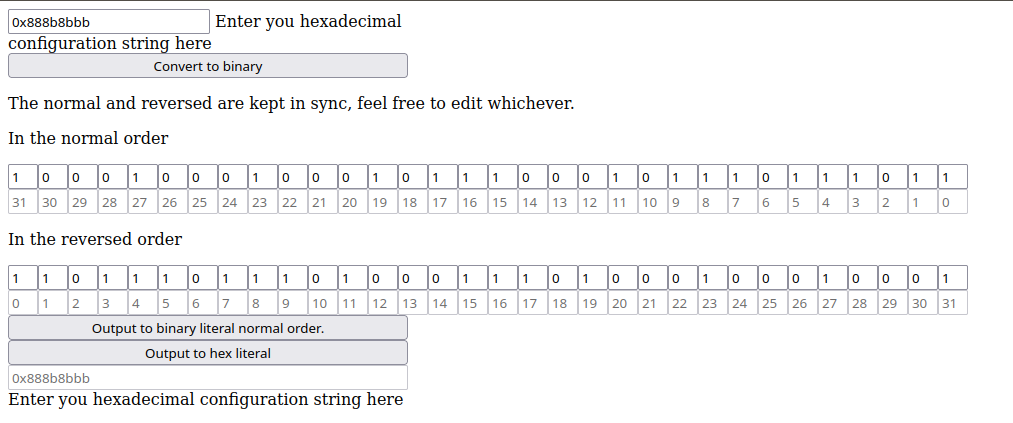 0x888b8bbb Enter you hexadecimal
configuration string here
Convert to binary
The normal and reversed are kept in sync, feel free to edit whichever.
In the normal order
1 0 0 0 1 0 0 0 1 0 0 0 1 0 1 1 1 0 0 0 1 0 1 1 1 0 1 1 1 0 1 1
31 30 29 28 27 26 25 24 23 22 21 20 19 18 17 16 15 14 13 12 11 10 9 8 7 6 5 4 3 2 1 0
In the reversed order
1 1 0 1 1 1 0 1 1 1 0 1 0 0 0 1 1 1 0 1 0 0 0 1 0 0 0 1 0 0 0 1
0 1 2 3 4 5 6 7 8 9 10 11 12 13 14 15 16 17 18 19 20 21 22 23 24 25 26 27 28 29 30 31
Output to binary literal normal order.
Output to hex literal
0x888b8bbb
Enter you hexadecimal configuration string here